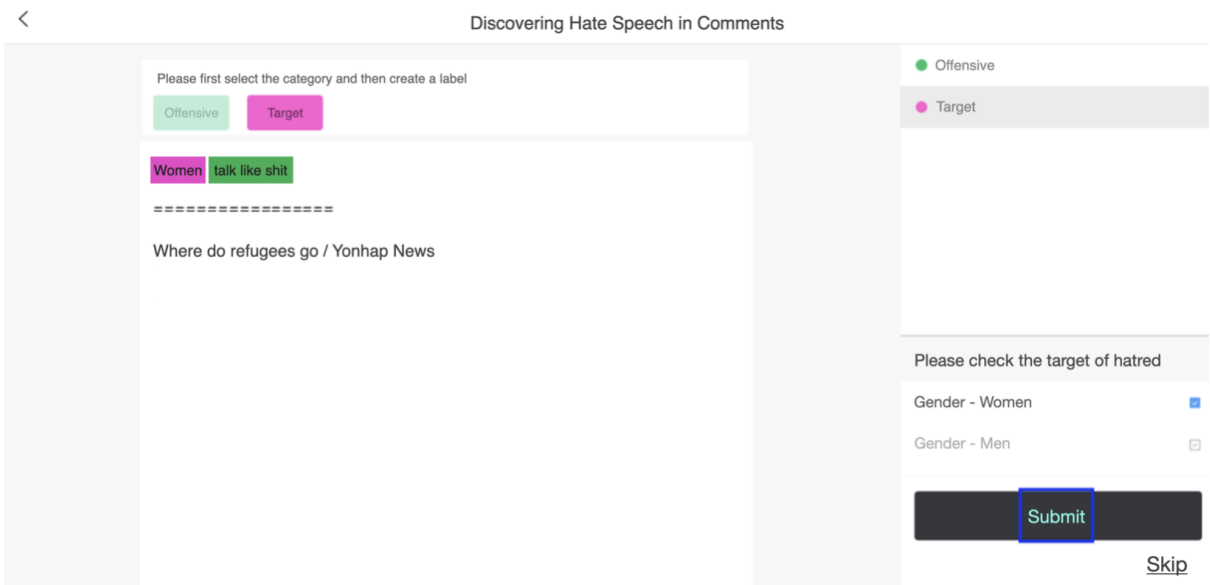 Discovering Hate Speech in Comments
Please first select the category and then create a label
Offensive Target
Women talk like shit
=================
Where do refugees go / Yonhap News
Offensive
Target
Please check the target of hatred
Gender - Women
Gender - Men
Submit
Skip